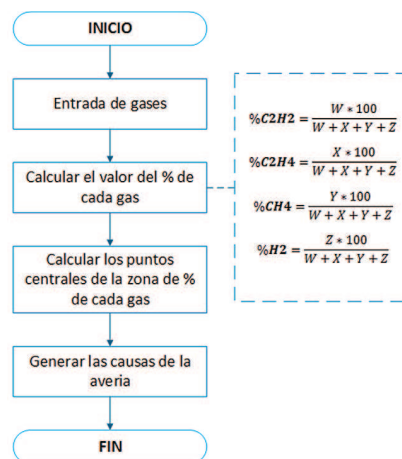 INICIO
Entrada de gases
Calcular el valor del % de
cada gas
Calcular los puntos
centrales de la zona de %
de cada gas
Generar las causas de la
averia
FIN
%C2H2 = W * 100 / W + X + Y + Z
%C2H4 = X * 100 / W + X + Y + Z
%CH4 = Y * 100 / W + X + Y + Z
%H2 = Z * 100 / W + X + Y + Z